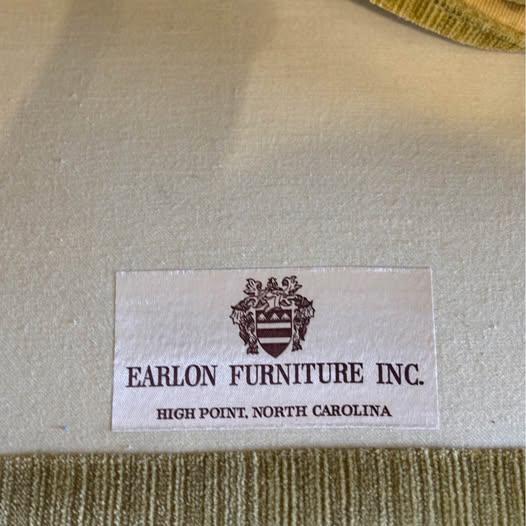 EARLON FURNITURE INC.
HIGH POINT, NORTH CAROLINA